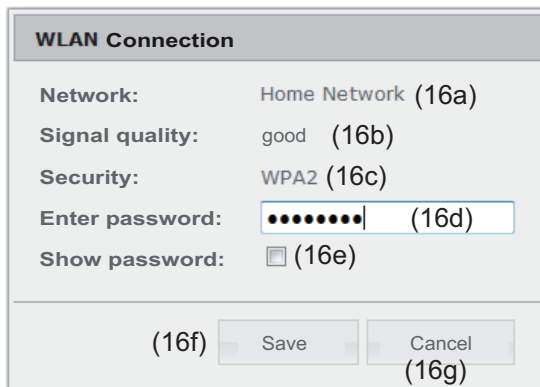 WLAN Connection
Network: Home Network (16a)
Signal quality: good (16b)
Security: WPA2 (16c)
Enter password: ●●●●●●●● (16d)
Show password: (16e)
(16f) Save Cancel
(16g)